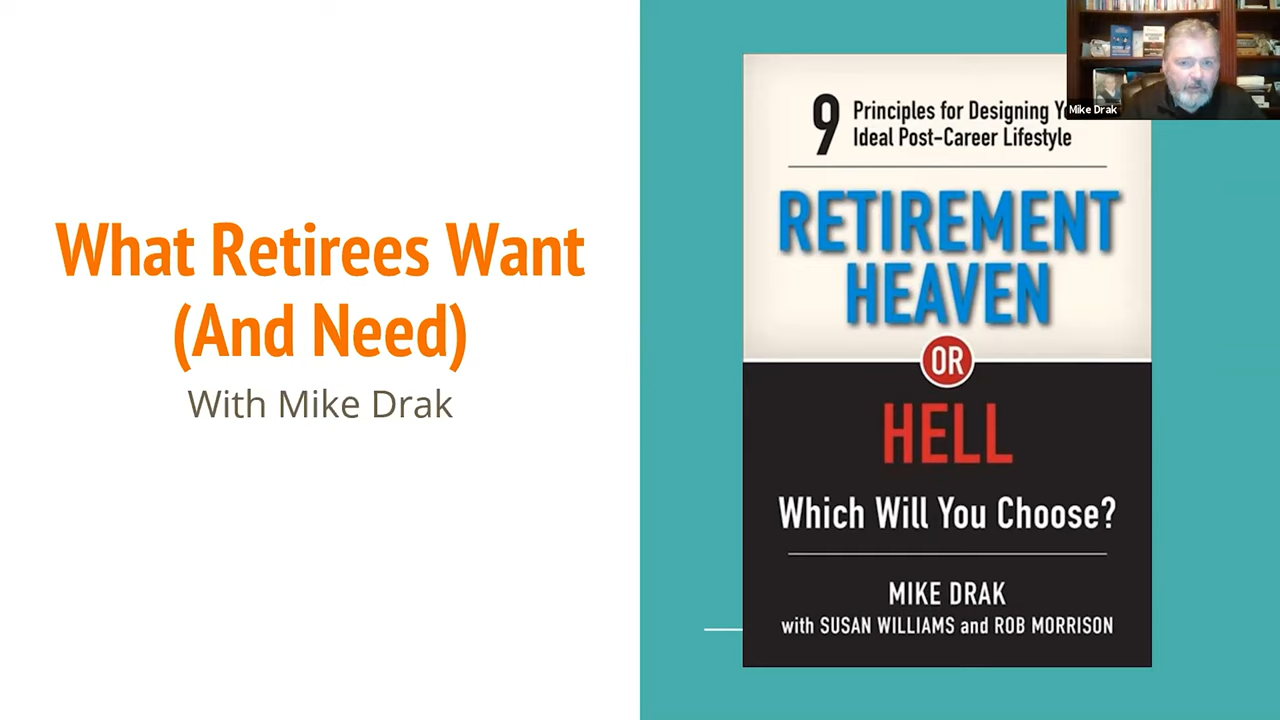 What Retirees Want
(And Need)
With Mike Drak
9
Principles for Designing
Ideal Post-Career Lifestyle
RETIREMENT
HEAVEN
OR
HELL
Which Will You Choose?
MIKE DRAK
with SUSAN WILLIAMS and ROB MORRISON
Mike Drak